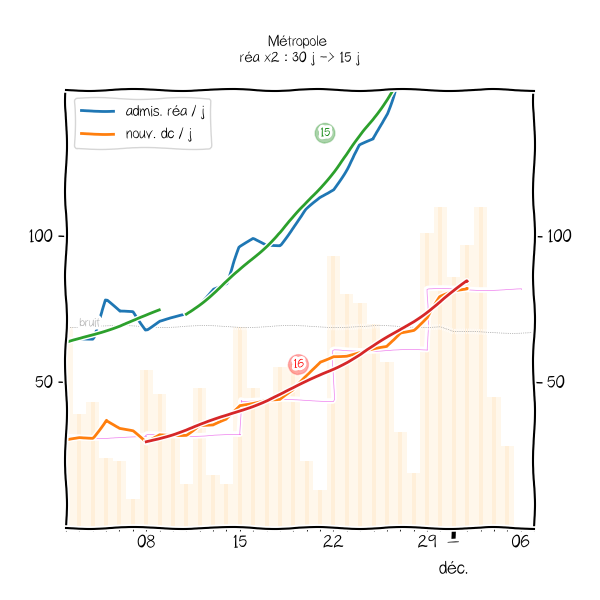 Métropole
réa x2 : 30 j -> 15 j
admis. réa / j
nouv. dc / j
15
100
100
bruit
16
50
50
08
15
22
29
06
déc.